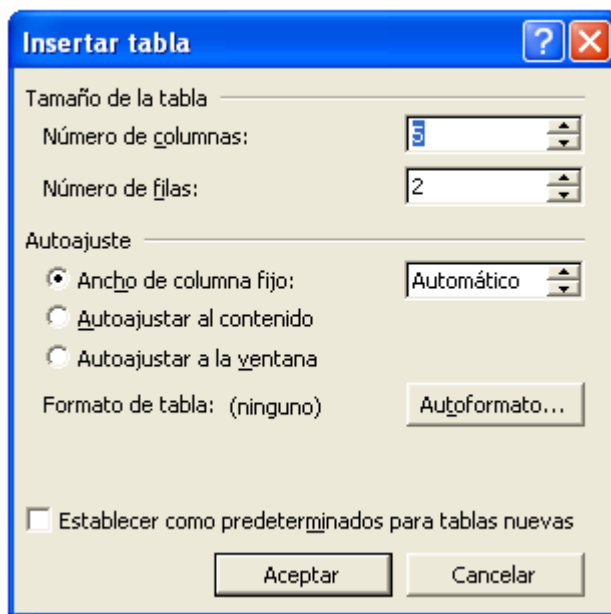 Insertar tabla
Tamaño de la tabla
Número de columnas: 5
Número de filas: 2
Autoajuste
Ancho de columna fijo: Automático
Autoajustar al contenido
Autoajustar a la ventana
Formato de tabla: (ninguno) Autoformato...
Establecer como predeterminados para tablas nuevas
Aceptar Cancelar